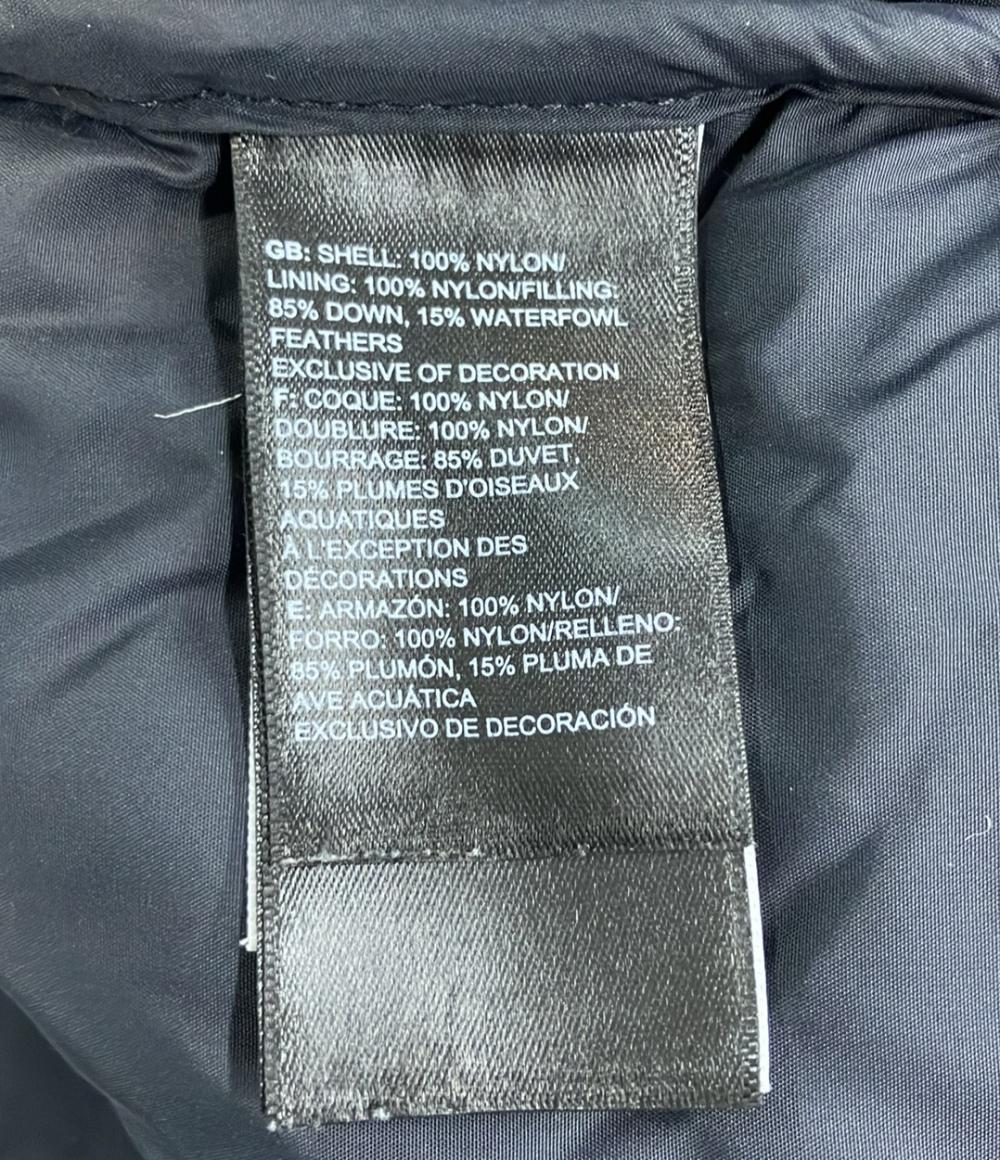 GB: SHELL: 100% NYLON/
LINING: 100% NYLON/FILLING:
85% DOWN, 15% WATERFOWL
FEATHERS
EXCLUSIVE OF DECORATION
F: COQUE: 100% NYLON/
DOUBLURE: 100% NYLON/
BOURRAGE: 85% DUVET,
15% PLUMES D'OISEAUX
AQUATIQUES
À L'EXCEPTION DES
DÉCORATIONS
E: ARMAZÓN: 100% NYLON/
FORRO: 100% NYLON/RELLENO:
85% PLUMÓN, 15% PLUMA DE
AVE ACUÁTICA
EXCLUSIVO DE DECORACIÓN